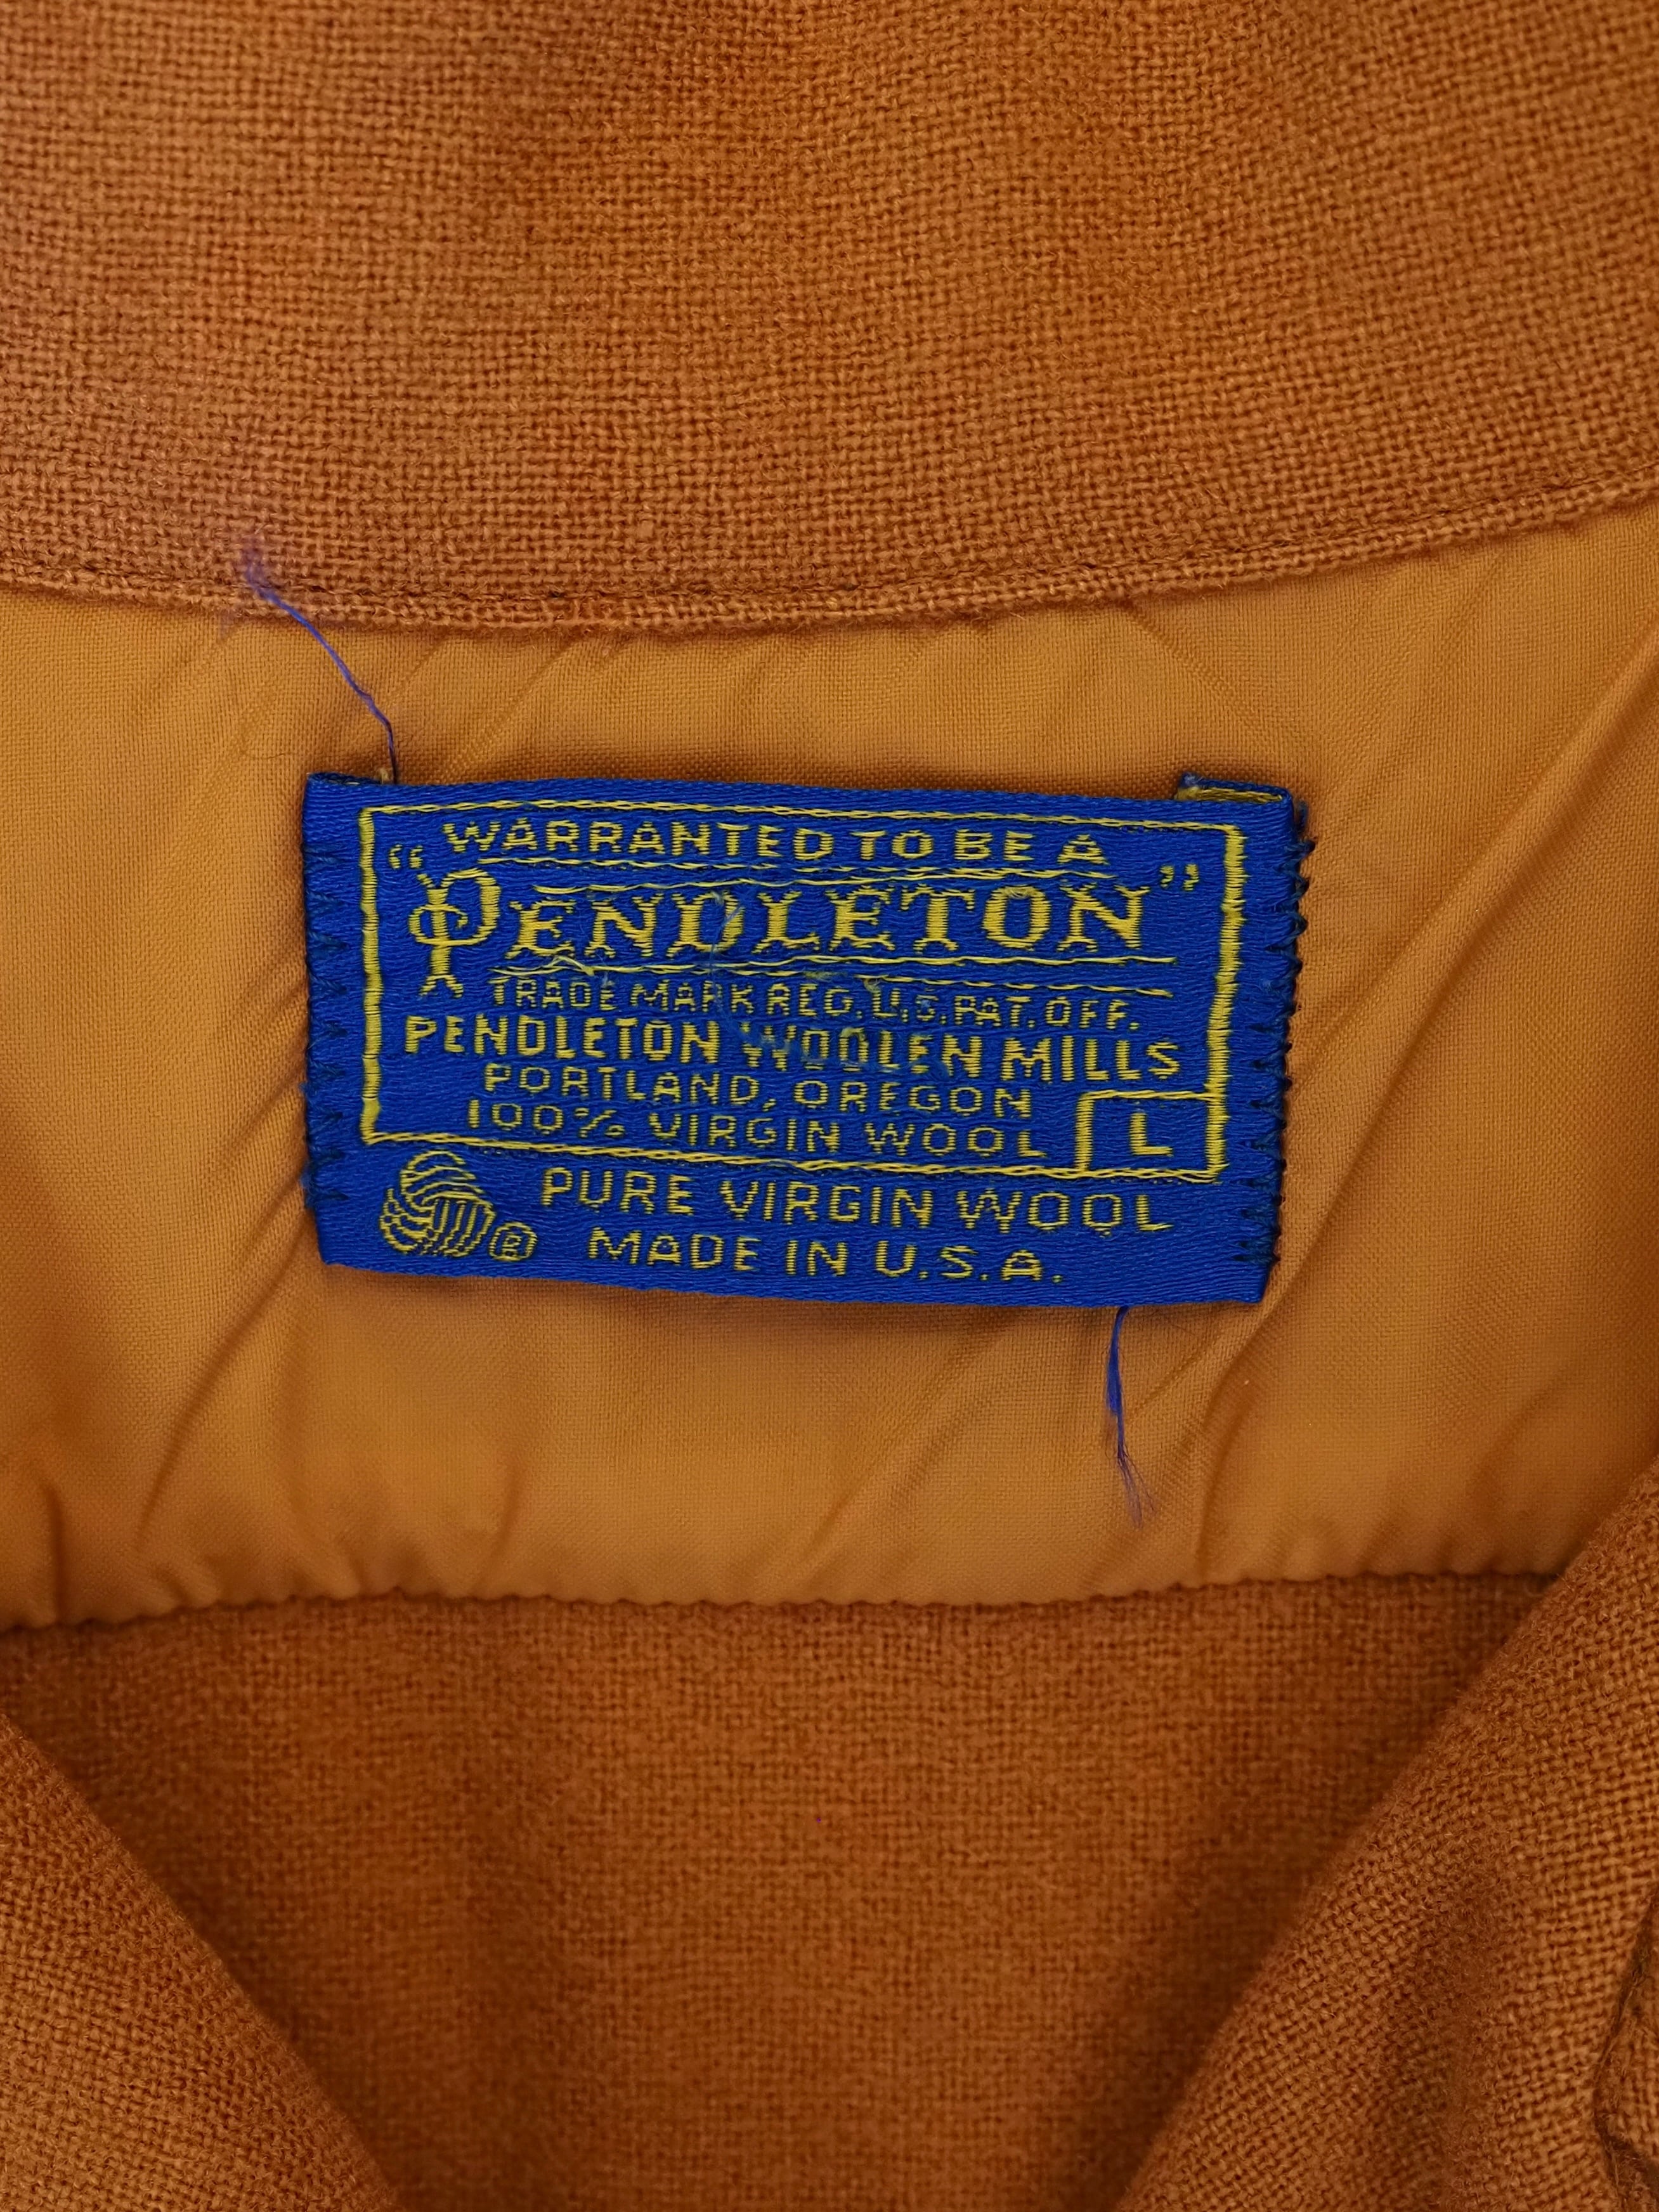 WARRANTED TO BE A
"PENDLETON"
TRADE MARK REG. U.S. PAT. OFF.
PENDLETON WOOLEN MILLS
PORTLAND, OREGON
100% VIRGIN WOOL L
PURE VIRGIN WOOL
® MADE IN U.S.A.